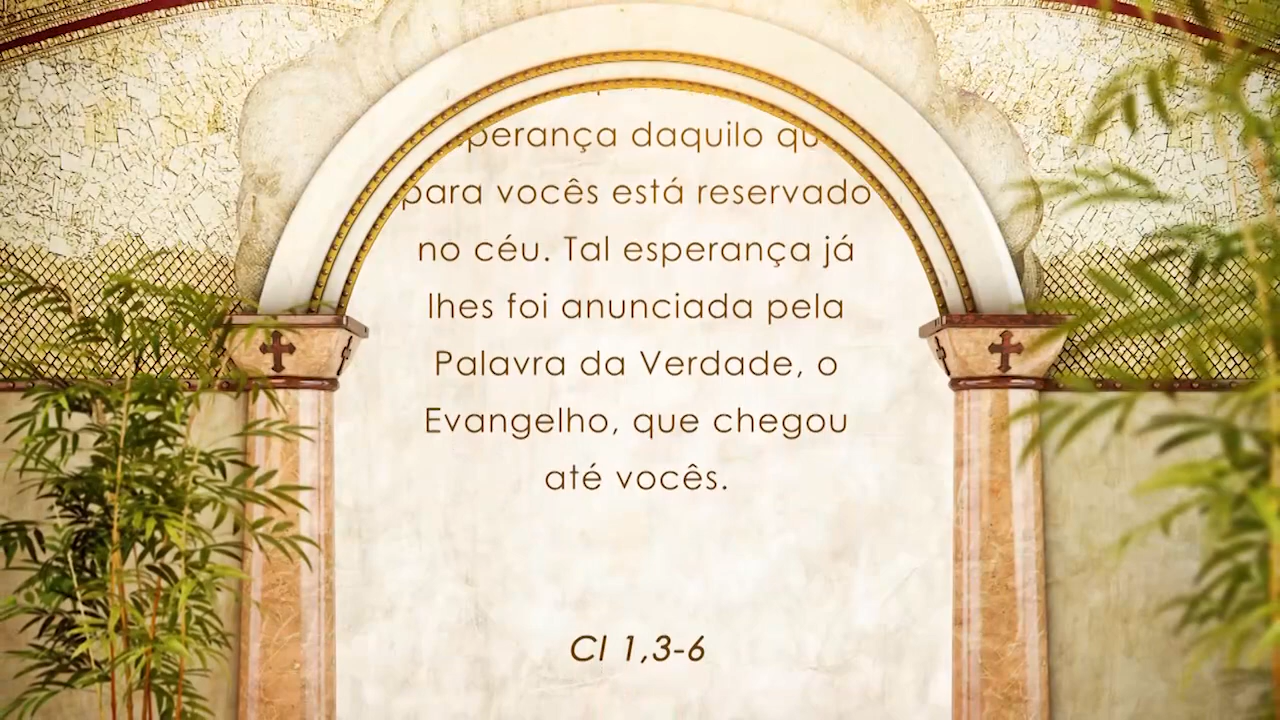 perança daquilo qu
para vocês está reservado
no céu. Tal esperança já
lhes foi anunciada pela
Palavra da Verdade, o
Evangelho, que chegou
até vocês.
Cl 1,3-6